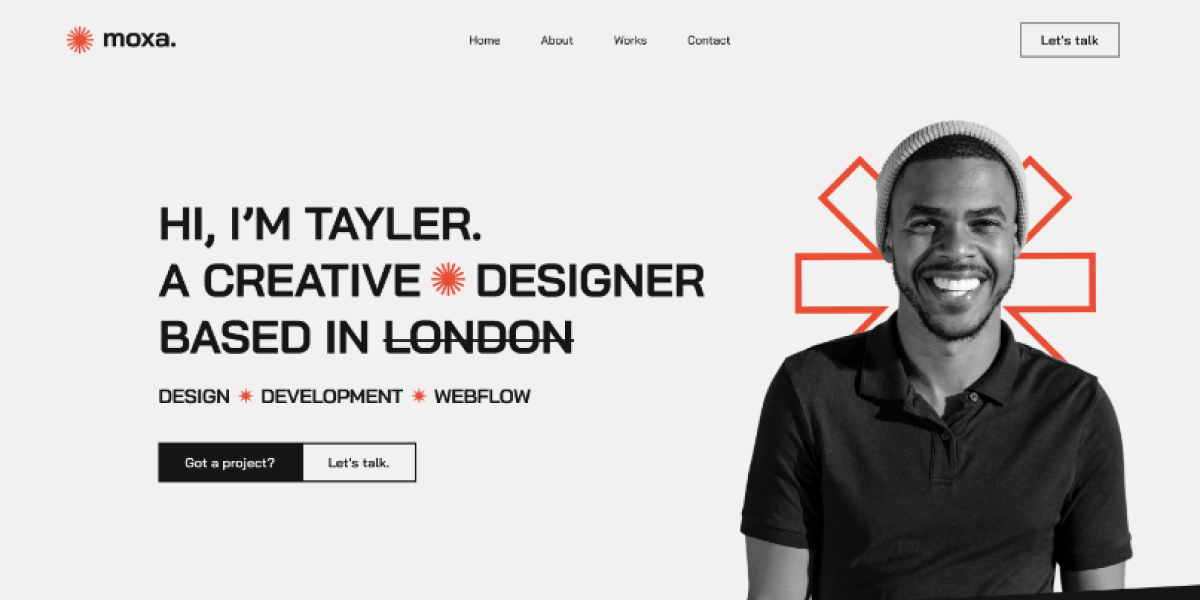 moxa.
Home About Works Contact
Let's talk
HI, I’M TAYLER.
A CREATIVE DESIGNER
BASED IN LONDON
DESIGN DEVELOPMENT WEBFLOW
Got a project? Let's talk.